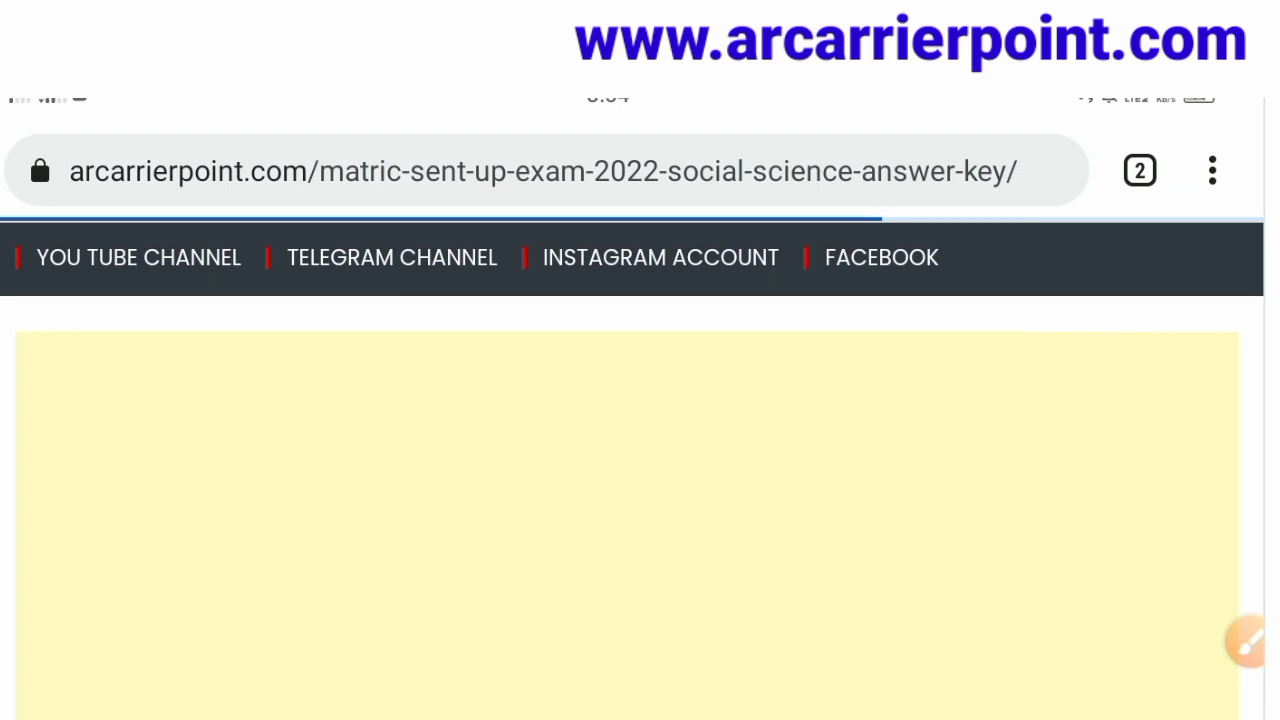 www.arcarrierpoint.com
arcarrierpoint.com/matric-sent-up-exam-2022-social-science-answer-key/
2
YOU TUBE CHANNEL
TELEGRAM CHANNEL
INSTAGRAM ACCOUNT
FACEBOOK